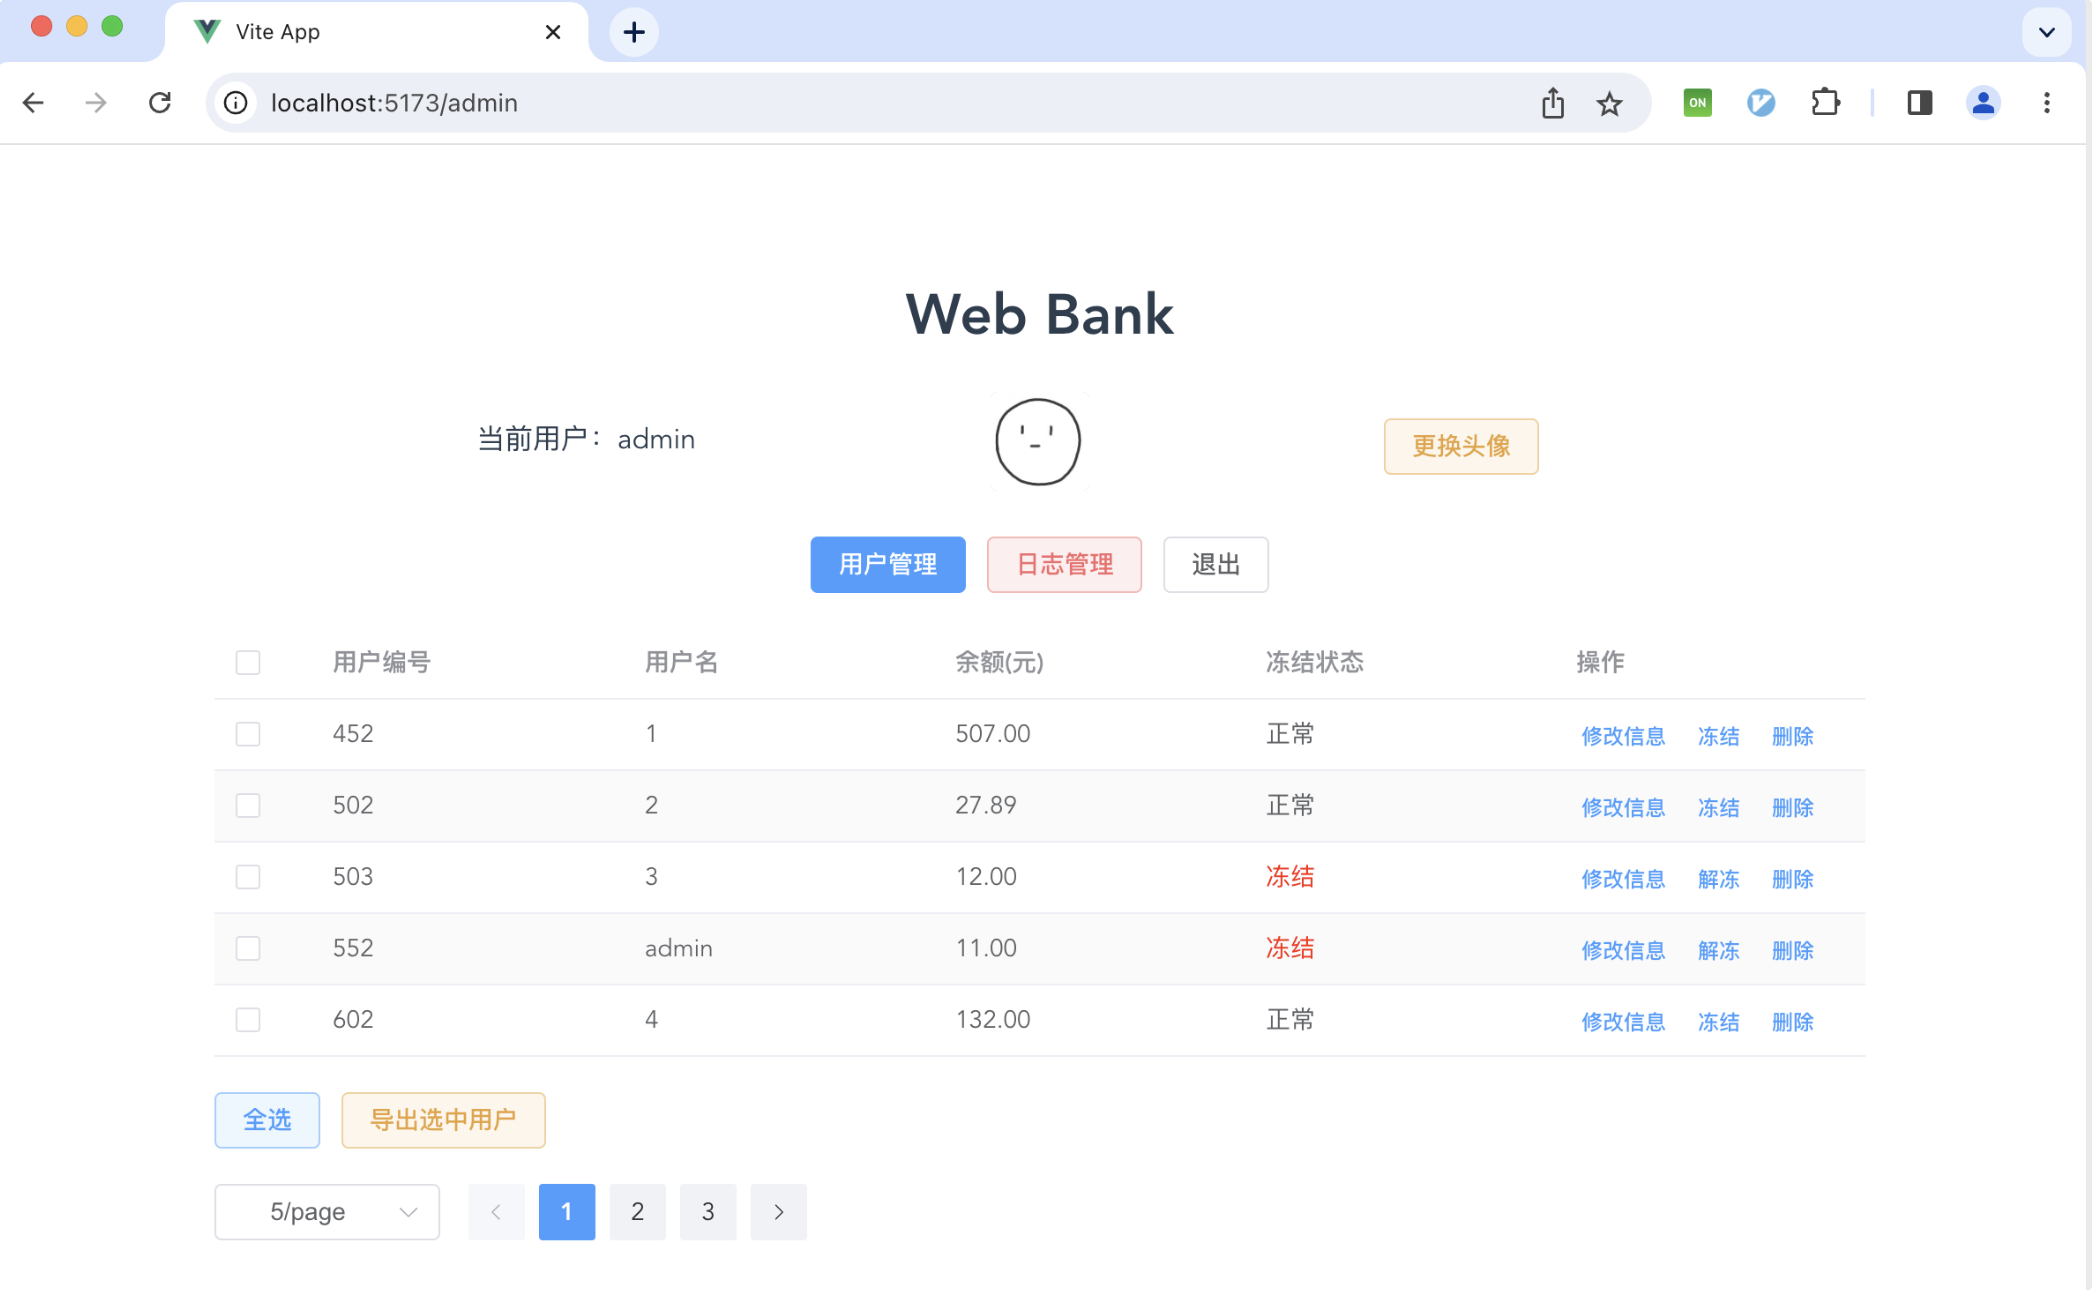 Vite App
localhost:5173/admin
ON
Web Bank
当前用户：admin
更换头像
用户管理 日志管理 退出
用户编号 用户名 余额(元) 冻结状态 操作
452 1 507.00 正常 修改信息 冻结 删除
502 2 27.89 正常 修改信息 冻结 删除
503 3 12.00 冻结 修改信息 解冻 删除
552 admin 11.00 冻结 修改信息 解冻 删除
602 4 132.00 正常 修改信息 冻结 删除
全选 导出选中用户
5/page 1 2 3